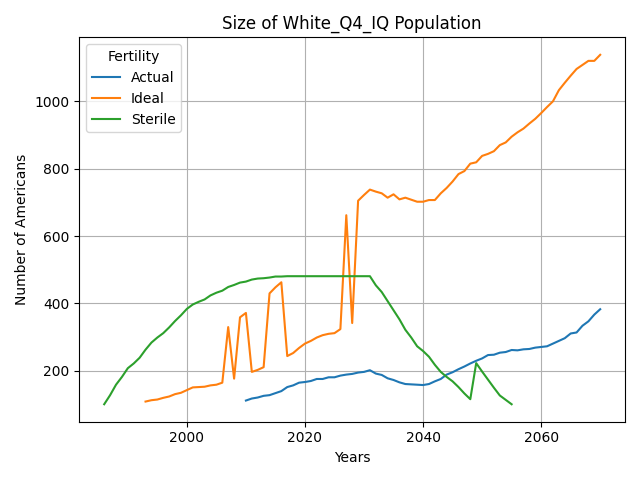 Size of White_Q4_IQ Population
Fertility
Actual
Ideal
Sterile
Number of Americans
1000
800
600
400
200
2000
2020
2040
2060
Years